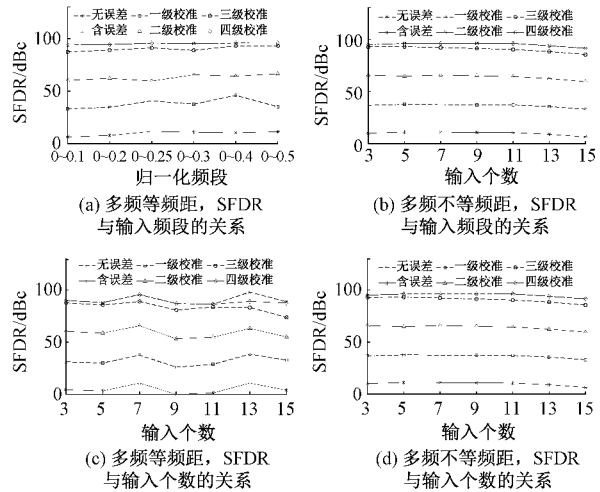 无误差 一级校准 三级校准
含误差 二级校准 四级校准
SFDR/dBc
100
50
0
0~0.1 0~0.2 0~0.25 0~0.3 0~0.4 0~0.5
归一化频段
(a) 多频等频距，SFDR
与输入频段的关系
无误差 一级校准 三级校准
含误差 二级校准 四级校准
SFDR/dBc
100
50
0
3 5 7 9 11 13 15
输入个数
(b) 多频不等频距，SFDR
与输入频段的关系
无误差 一级校准 三级校准
含误差 二级校准 四级校准
SFDR/dBc
100
50
0
3 5 7 9 11 13 15
输入个数
(c) 多频等频距，SFDR
与输入个数的关系
无误差 一级校准 三级校准
含误差 二级校准 四级校准
SFDR/dBc
100
50
0
3 5 7 9 11 13 15
输入个数
(d) 多频不等频距，SFDR
与输入个数的关系